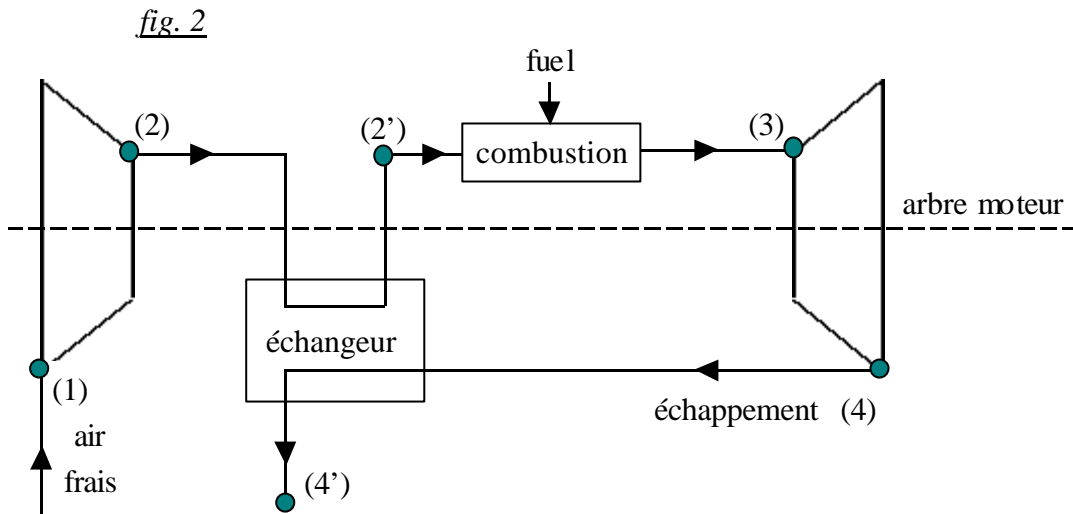 fig. 2
fuel
(2)
(2’)
combustion
(3)
arbre moteur
échangeur
(1)
air
frais
échappement (4)
(4’)